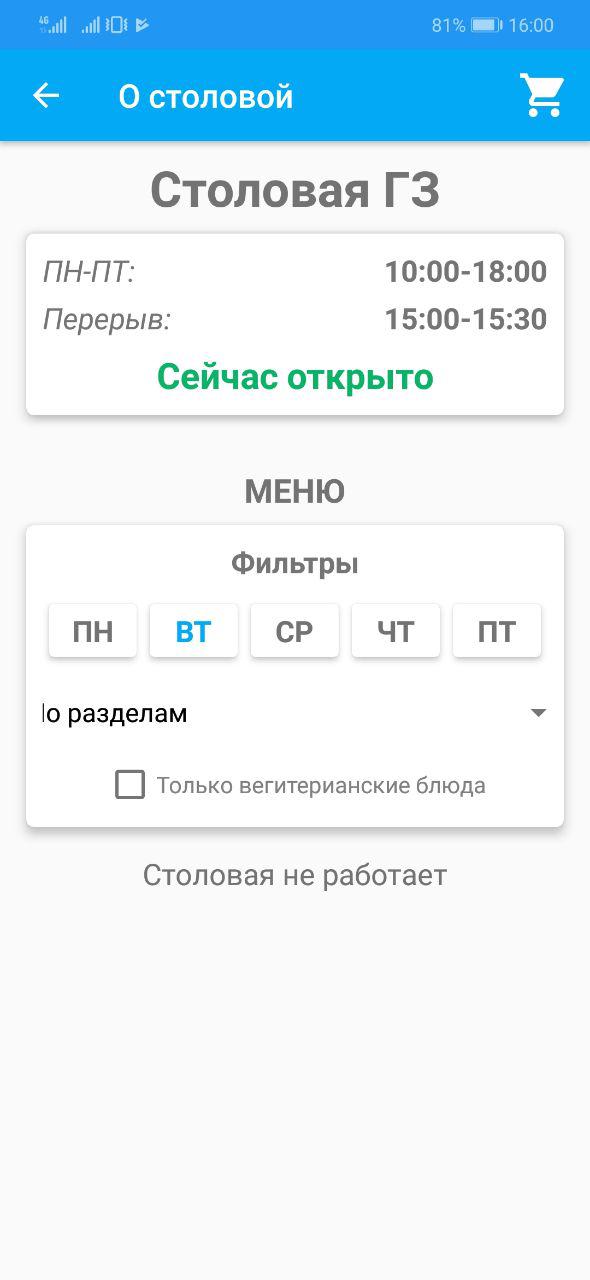 4G 81% 16:00
О столовой
Столовая ГЗ
ПН-ПТ: 10:00-18:00
Перерыв: 15:00-15:30
Сейчас открыто
МЕНЮ
Фильтры
ПН ВТ СР ЧТ ПТ
о разделам
Только вегитерианские блюда
Столовая не работает